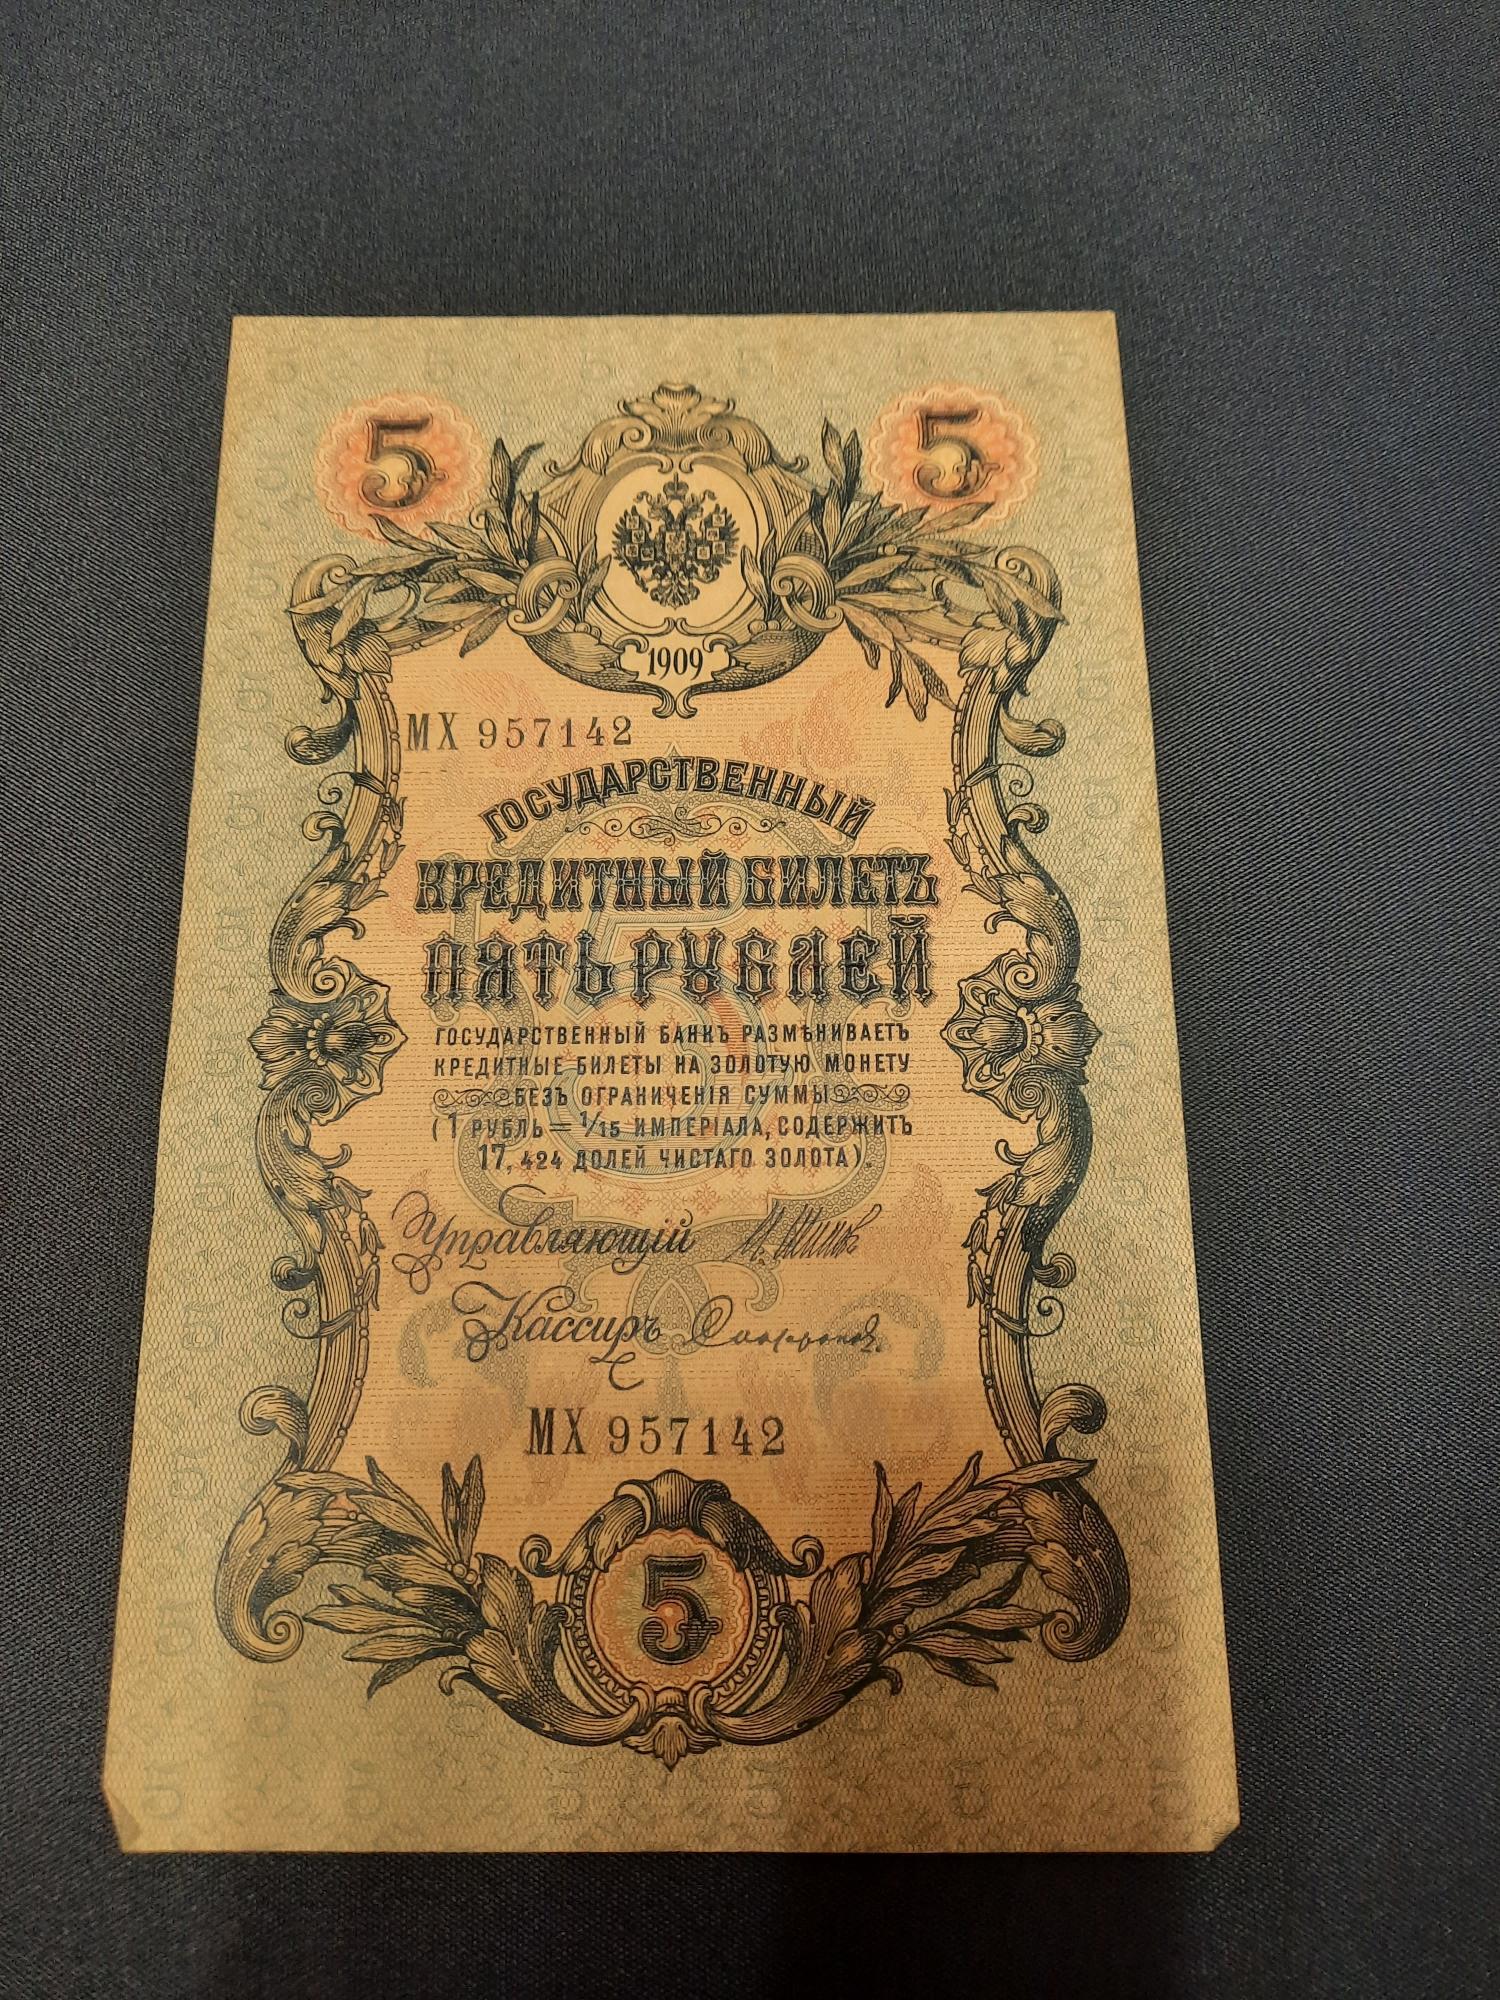 5 5
1909
МХ 957142
ГОСУДАРСТВЕННЫЙ
КРЕДИТНЫЙ БИЛЕТЪ
ПЯТЬ РУБЛЕЙ
ГОСУДАРСТВЕННЫЙ БАНКЪ РАЗМѢНИВАЕТЪ
КРЕДИТНЫЕ БИЛЕТЫ НА ЗОЛОТУЮ МОНЕТУ
БЕЗЪ ОГРАНИЧЕНІЯ СУММЫ
(1 РУБЛЬ = 1/15 ИМПЕРІАЛА, СОДЕРЖИТЪ
17,424 ДОЛЕЙ ЧИСТАГО ЗОЛОТА).
Управляющій
Кассиръ
МХ 957142
5